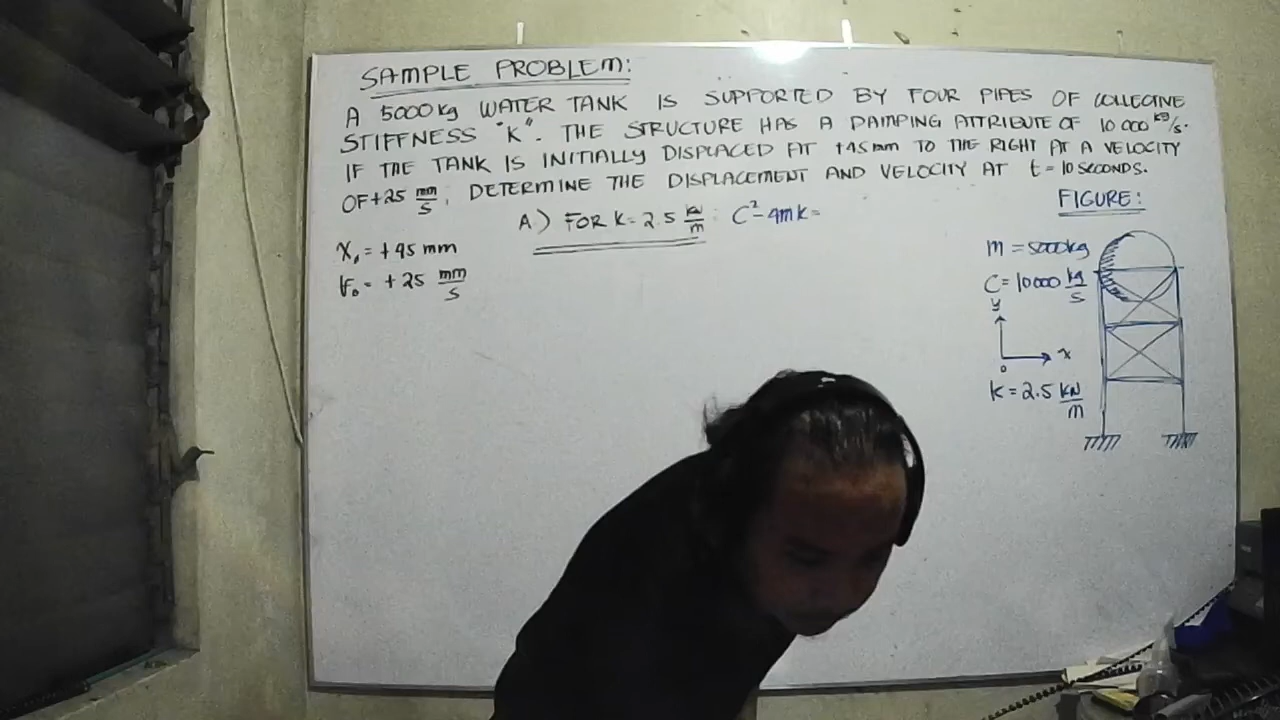 SAMPLE PROBLEM:
A 5000kg WATER TANK IS SUPPORTED BY FOUR PIPES OF COLLECTIVE
STIFFNESS "K". THE STRUCTURE HAS A DAMPING ATTRIBUTE OF 10 000 kg/s.
IF THE TANK IS INITIALLY DISPLACED AT +45mm TO THE RIGHT AT A VELOCITY
OF +25 mm/s, DETERMINE THE DISPLACEMENT AND VELOCITY AT t = 10 SECONDS.
A.) FOR K = 2.5 kN/m : C² - 4mk =
x₀ = +45 mm
v₀ = +25 mm/s
FIGURE:
m = 5000kg
C = 10000 kg/s
y
x
0
k = 2.5 kN/m